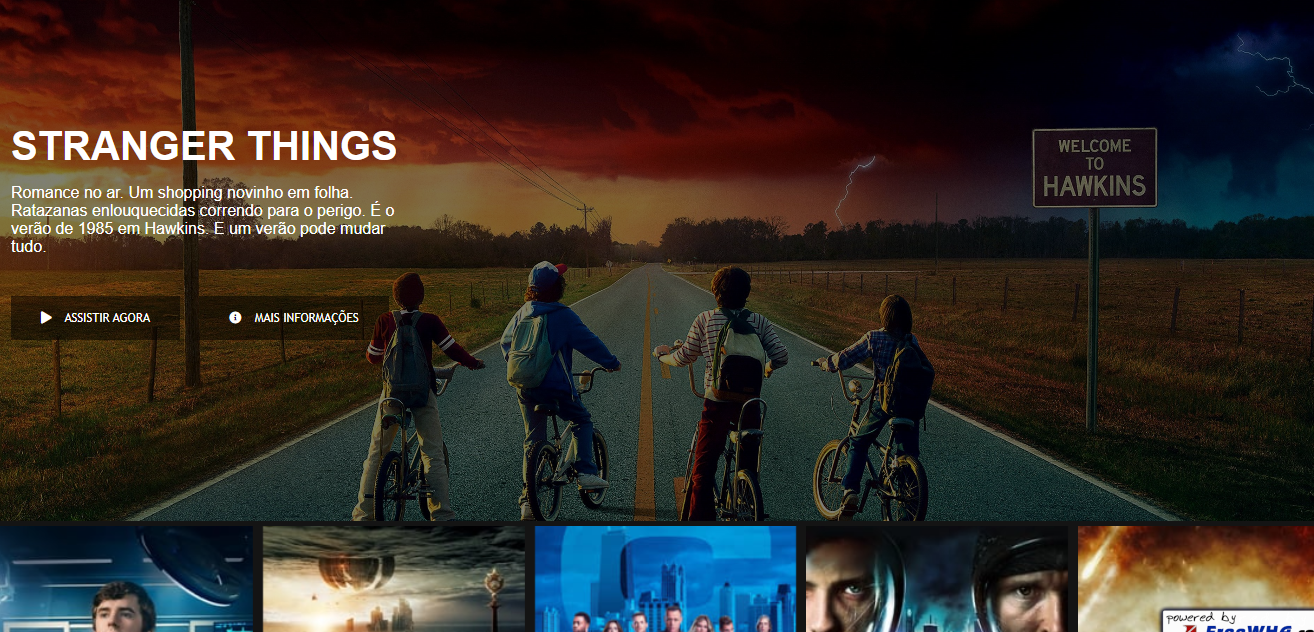 STRANGER THINGS
Romance no ar. Um shopping novinho em folha.
Ratazanas enlouquecidas correndo para o perigo. É o
verão de 1985 em Hawkins. E um verão pode mudar
tudo.
ASSISTIR AGORA
MAIS INFORMAÇÕES
WELCOME
TO
HAWKINS
powered by